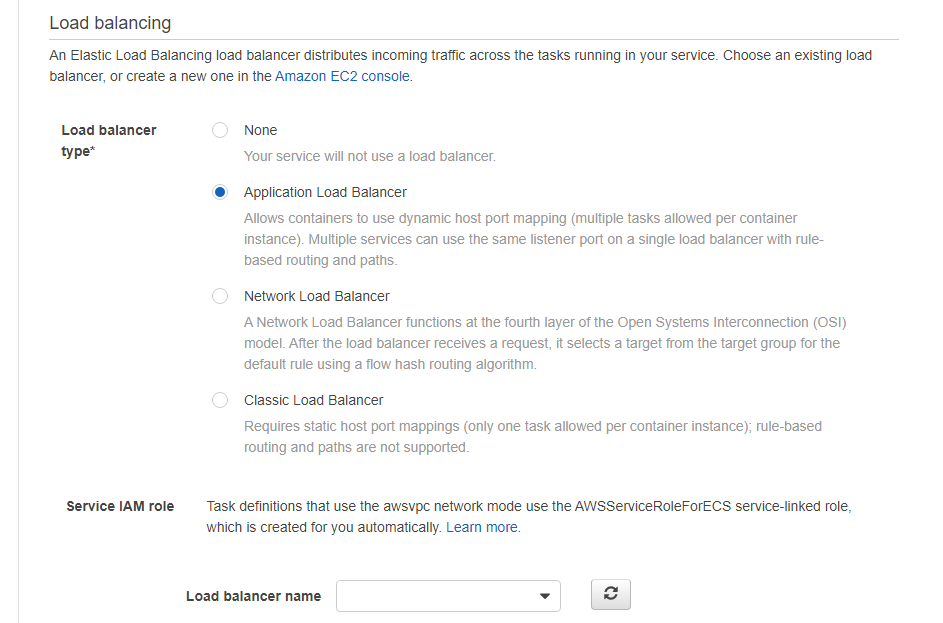 Load balancing
An Elastic Load Balancing load balancer distributes incoming traffic across the tasks running in your service. Choose an existing load
balancer, or create a new one in the Amazon EC2 console.
Load balancer
type*
None
Your service will not use a load balancer.
Application Load Balancer
Allows containers to use dynamic host port mapping (multiple tasks allowed per container
instance). Multiple services can use the same listener port on a single load balancer with rule-
based routing and paths.
Network Load Balancer
A Network Load Balancer functions at the fourth layer of the Open Systems Interconnection (OSI)
model. After the load balancer receives a request, it selects a target from the target group for the
default rule using a flow hash routing algorithm.
Classic Load Balancer
Requires static host port mappings (only one task allowed per container instance); rule-based
routing and paths are not supported.
Service IAM role
Task definitions that use the awsvpc network mode use the AWSServiceRoleForECS service-linked role,
which is created for you automatically. Learn more.
Load balancer name